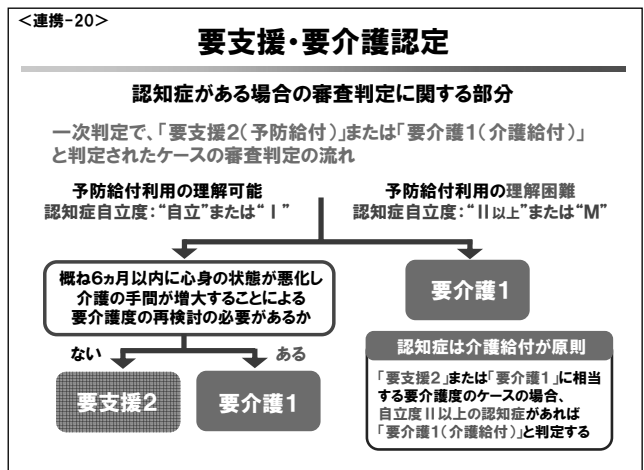 <連携-20>
要支援・要介護認定
認知症がある場合の審査判定に関する部分
一次判定で、「要支援2(予防給付)」または「要介護1(介護給付)」
と判定されたケースの審査判定の流れ
予防給付利用の理解可能
認知症自立度:“自立”または“Ⅰ”
予防給付利用の理解困難
認知症自立度:“Ⅱ以上”または“M”
概ね6ヵ月以内に心身の状態が悪化し
介護の手間が増大することによる
要介護度の再検討の必要があるか
要介護1
ない
ある
要支援2
要介護1
認知症は介護給付が原則
「要支援2」または「要介護1」に相当
する要介護度のケースの場合、
自立度Ⅱ以上の認知症があれば
「要介護1(介護給付)」と判定する